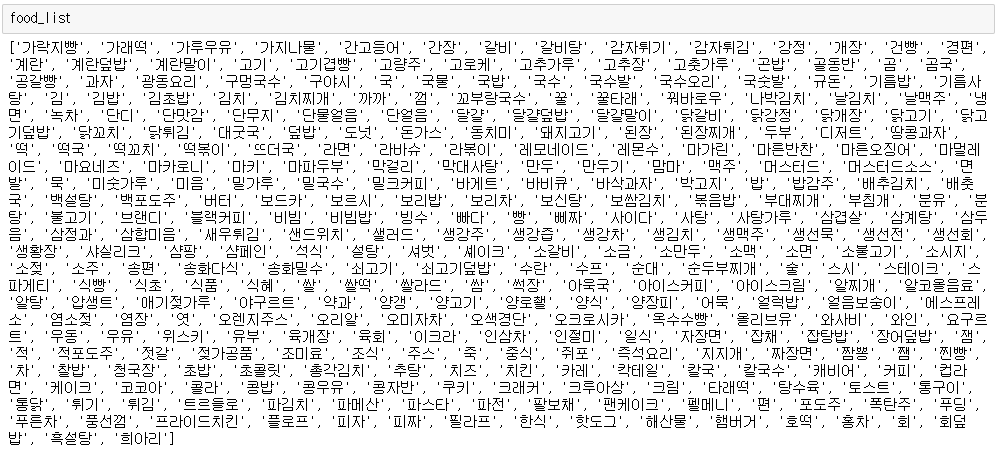 food_list
['가락지빵', '가래떡', '가루우유', '가지나물', '간고등어', '간장', '갈비', '갈비탕', '감자튀기', '감자튀김', '강정', '개장', '건빵', '경편',
'계란', '계란덮밥', '계란말이', '고기', '고기겹빵', '고량주', '고로케', '고추가루', '고추장', '고춧가루', '곤밥', '골동반', '곰', '곰국',
'공갈빵', '과자', '광동요리', '구멍국수', '구야시', '국', '국물', '국밥', '국수', '국수발', '국수오리', '국숫발', '규돈', '기름밥', '기름사
탕', '김', '김밥', '김초밥', '김치', '김치찌개', '까까', '껌', '꼬부랑국수', '꿀', '꿀타래', '꿔바로우', '나박김치', '날김치', '날맥주', '냉
면', '녹차', '단디', '단맛감', '단무지', '단물얼음', '단얼음', '달걀', '달걀덮밥', '달걀말이', '닭갈비', '닭강정', '닭개장', '닭고기', '닭고
기덮밥', '닭꼬치', '닭튀김', '대굿국', '덮밥', '도넛', '돈가스', '동치미', '돼지고기', '된장', '된장찌개', '두부', '디저트', '땅콩과자',
'떡', '떡국', '떡꼬치', '떡볶이', '뜨더국', '라면', '라바슈', '라볶이', '레모네이드', '레몬수', '마가린', '마른반찬', '마른오징어', '마멀레
이드', '마요네즈', '마카로니', '마키', '마파두부', '막걸리', '막대사탕', '만두', '만두기', '맘마', '맥주', '머스터드', '머스터드소스', '면
발', '묵', '미숫가루', '미음', '밀가루', '밀국수', '밀크커피', '바게트', '바비큐', '바삭과자', '박고지', '밥', '밥감주', '배추김치', '배춧
국', '백설탕', '백포도주', '버터', '보드카', '보르시', '보리밥', '보리차', '보신탕', '보쌈김치', '볶음밥', '부대찌개', '부침개', '분유', '분
탕', '불고기', '브랜디', '블랙커피', '비빔', '비빔밥', '빙수', '빠다', '빵', '삐짜', '사이다', '사탕', '사탕가루', '삼겹살', '삼계탕', '삼두
음', '삼정과', '삼합미음', '새우튀김', '샌드위치', '샐러드', '생강주', '생강즙', '생강차', '생김치', '생맥주', '생선묵', '생선전', '생선회',
'생황장', '샤실리크', '샴팡', '샴페인', '석식', '설탕', '셔벗', '셰이크', '소갈비', '소금', '소만두', '소맥', '소면', '소불고기', '소시지',
'소젖', '소주', '송편', '송화다식', '송화밀수', '쇠고기', '쇠고기덮밥', '수란', '수프', '순대', '순두부찌개', '술', '스시', '스테이크', '스
파게티', '식빵', '식초', '식품', '식혜', '쌀', '쌀떡', '쌀라드', '쌈', '썩장', '아욱국', '아이스커피', '아이스크림', '알찌개', '알코올음료',
'알탕', '압생트', '애기젖가루', '야구르트', '약과', '양갱', '양고기', '양로홸', '양식', '양장피', '어묵', '얼럭밥', '얼음보숭이', '에스프레
소', '염소젖', '염장', '엿', '오렌지주스', '오리알', '오미자차', '오색경단', '오크로시카', '옥수수빵', '올리브유', '와사비', '와인', '요구르
트', '우동', '우유', '위스키', '유부', '육개장', '육회', '이크라', '인삼차', '인절미', '일식', '자장면', '잡채', '잡탕밥', '장어덮밥', '잼',
'적', '적포도주', '젓갈', '젖가공품', '조미료', '조식', '주스', '죽', '중식', '쥐포', '즉석요리', '지지개', '짜장면', '짬뽕', '쨈', '찐빵',
'차', '찰밥', '청국장', '초밥', '초콜릿', '총각김치', '추탕', '치즈', '치킨', '카레', '칵테일', '칼국', '칼국수', '캐비어', '커피', '컵라
면', '케이크', '코코아', '콜라', '콩밥', '콩우유', '콩자반', '쿠키', '크래커', '크루아상', '크림', '타래떡', '탕수육', '토스트', '통구이',
'통닭', '튀기', '튀김', '트르들로', '파김치', '파메산', '파스타', '파전', '팔보채', '팬케이크', '펠메니', '편', '포도주', '폭탄주', '푸딩',
'푸른차', '풍선껌', '프라이드치킨', '플로프', '피자', '피짜', '필라프', '한식', '핫도그', '해산물', '햄버거', '호떡', '홍차', '회', '회덮
밥', '흑설탕', '희아리']